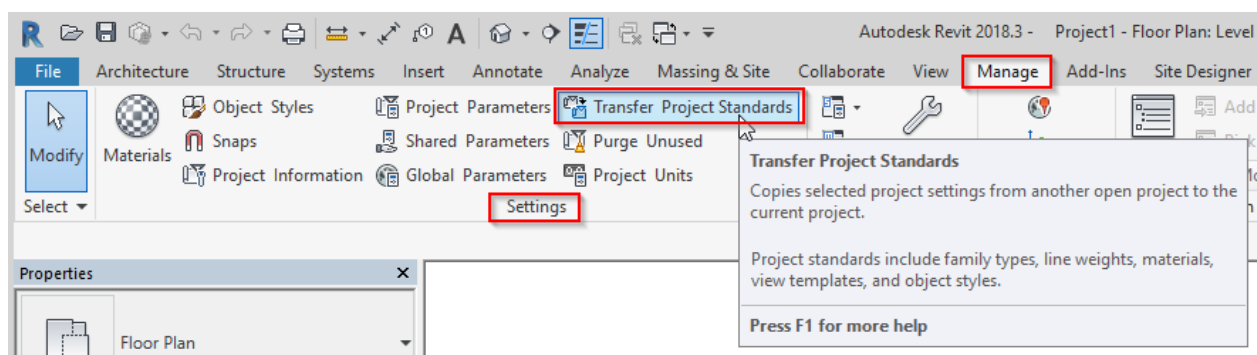 Autodesk Revit 2018.3 - Project1 - Floor Plan: Level
File Architecture Structure Systems Insert Annotate Analyze Massing & Site Collaborate View Manage Add-Ins Site Designer
Object Styles Project Parameters Transfer Project Standards Add
Snaps Shared Parameters Purge Unused
Modify Materials
Project Information Global Parameters Project Units
Select Settings
Transfer Project Standards
Copies selected project settings from another open project to the
current project.
Project standards include family types, line weights, materials,
view templates, and object styles.
Press F1 for more help
Properties
Floor Plan